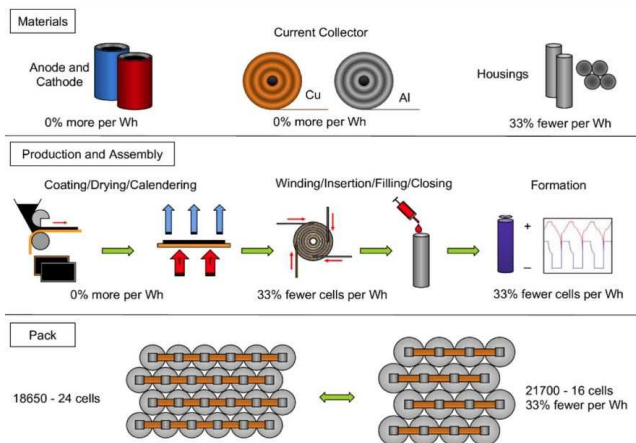 Materials
Current Collector
Anode and
Cathode
Cu
Al
Housings
0% more per Wh
0% more per Wh
33% fewer per Wh
Production and Assembly
Coating/Drying/Calendering
Winding/Insertion/Filling/Closing
Formation
+
–
0% more per Wh
33% fewer cells per Wh
33% fewer cells per Wh
Pack
18650 - 24 cells
21700 - 16 cells
33% fewer per Wh